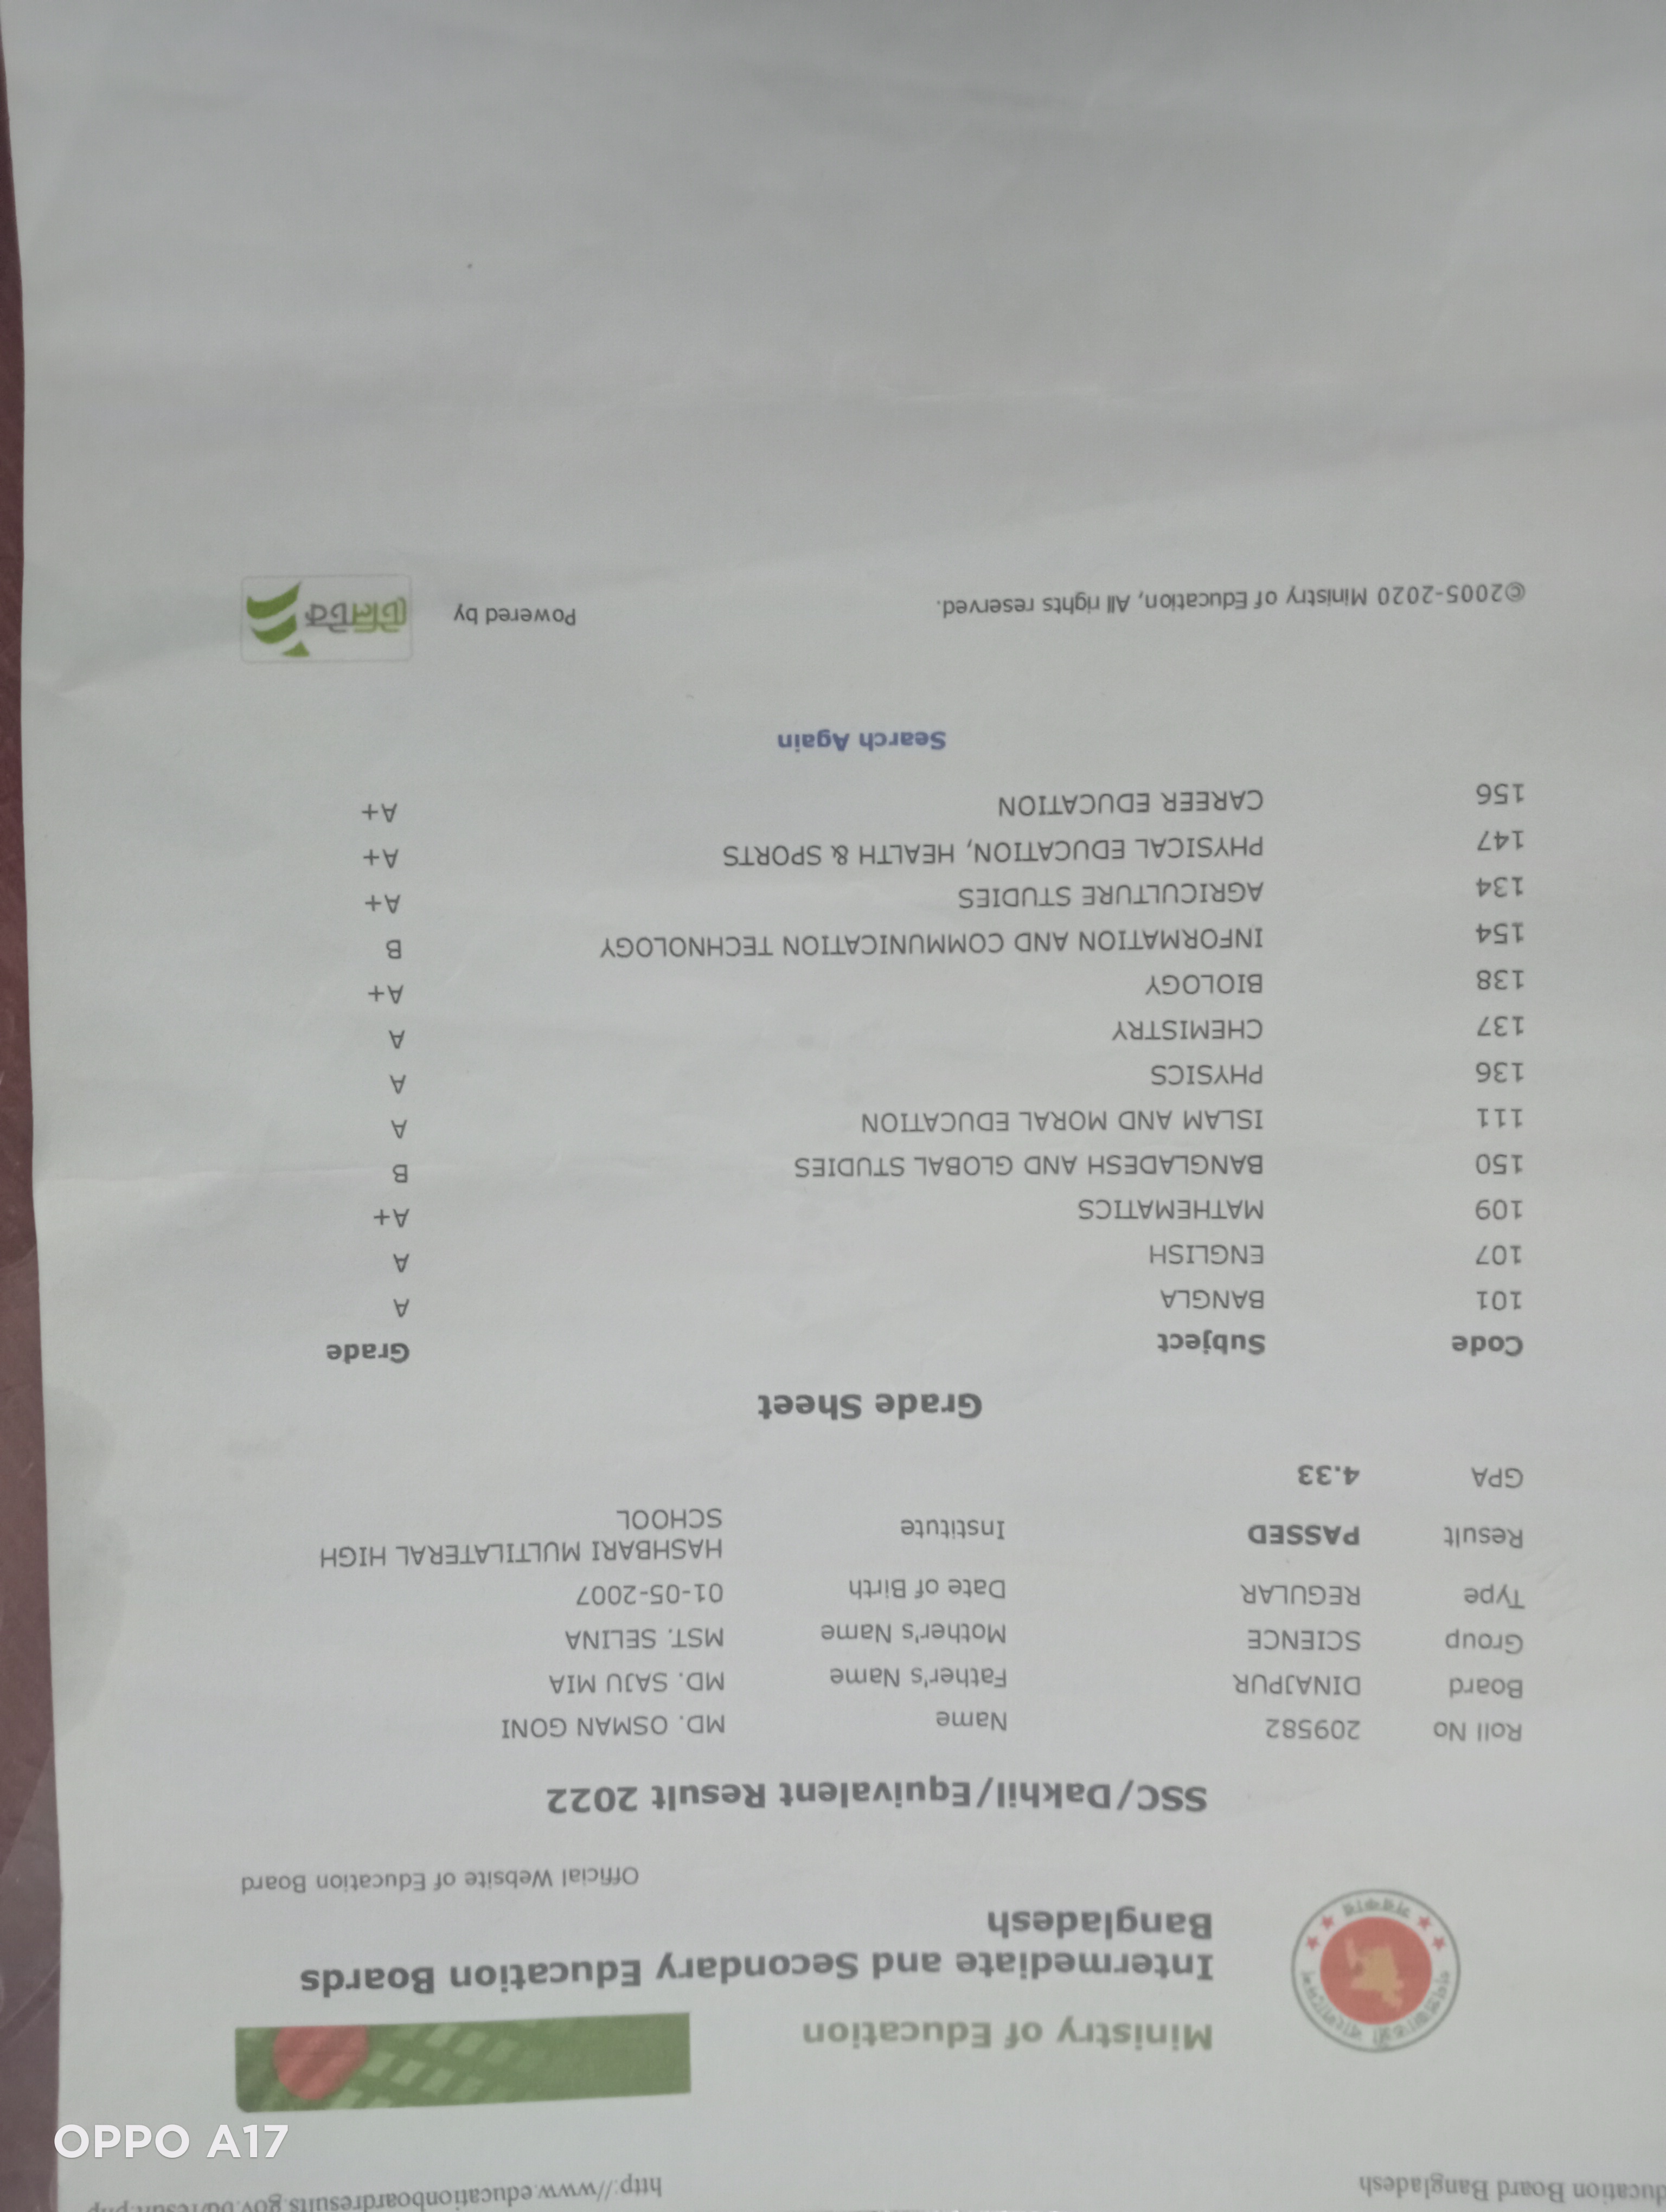 ducation Board Bangladesh
http://www.educationboardresults.gov.bd/result.php
OPPO A17
গণপ্রজাতন্ত্রী বাংলাদেশ
সরকার
Ministry of Education
Intermediate and Secondary Education Boards
Bangladesh
Official Website of Education Board
SSC/Dakhil/Equivalent Result 2022
Roll No 209582 Name MD. OSMAN GONI
Board DINAJPUR Father's Name MD. SAJU MIA
Group SCIENCE Mother's Name MST. SELINA
Type REGULAR Date of Birth 01-05-2007
Result PASSED Institute HASHBARI MULTILATERAL HIGH
SCHOOL
GPA 4.33
Grade Sheet
Code Subject Grade
101 BANGLA A
107 ENGLISH A
109 MATHEMATICS A+
150 BANGLADESH AND GLOBAL STUDIES B
111 ISLAM AND MORAL EDUCATION A
136 PHYSICS A
137 CHEMISTRY A
138 BIOLOGY A+
154 INFORMATION AND COMMUNICATION TECHNOLOGY B
134 AGRICULTURE STUDIES A+
147 PHYSICAL EDUCATION, HEALTH & SPORTS A+
156 CAREER EDUCATION A+
Search Again
©2005-2020 Ministry of Education, All rights reserved.
Powered by টেলিটক